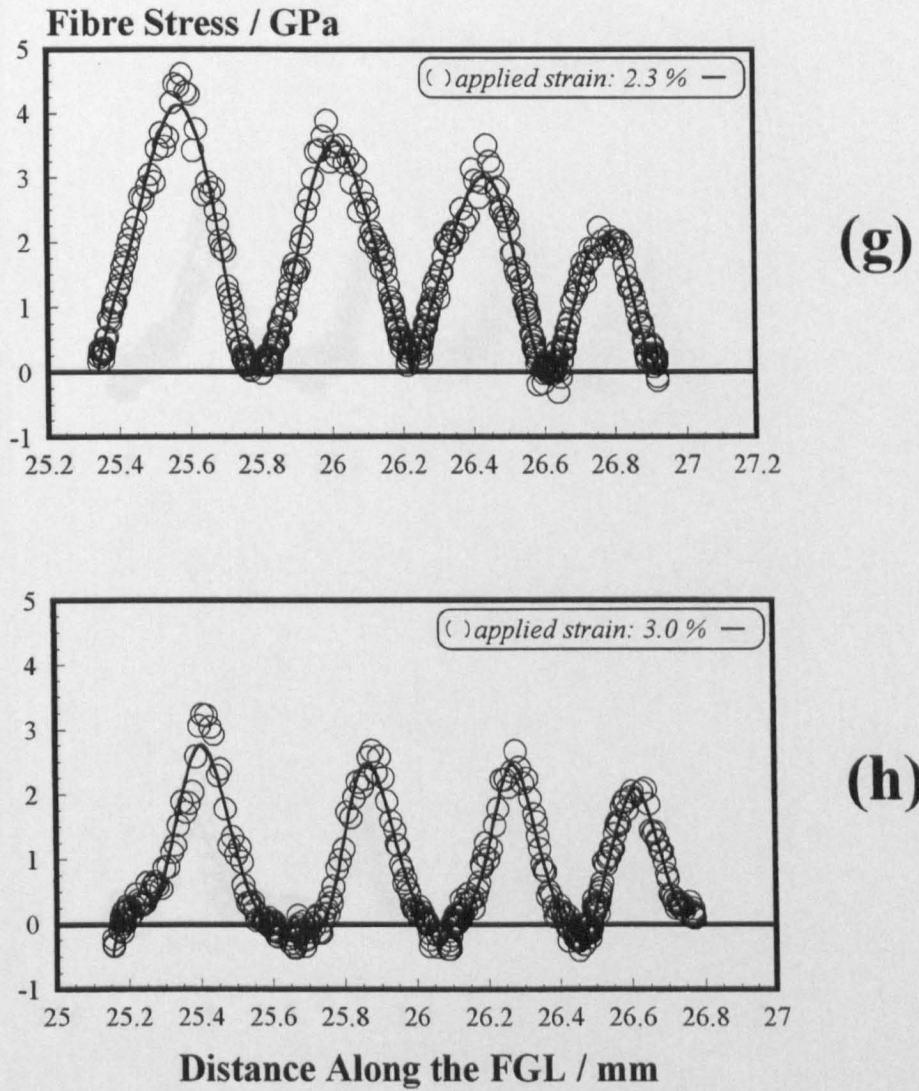 Fibre Stress / GPa
5
( ) applied strain: 2.3 % —
4
3
(g)
2
1
0
-1
25.2 25.4 25.6 25.8 26 26.2 26.4 26.6 26.8 27 27.2
5
( ) applied strain: 3.0 % —
4
3
(h)
2
1
0
-1
25 25.2 25.4 25.6 25.8 26 26.2 26.4 26.6 26.8 27
Distance Along the FGL / mm